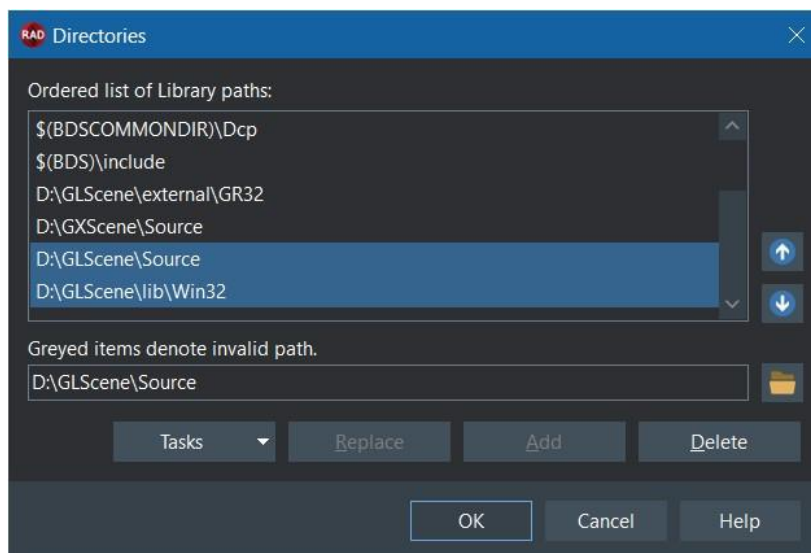 RAD Directories
Ordered list of Library paths:
$(BDSCOMMONDIR)\Dcp
$(BDS)\include
D:\GLScene\external\GR32
D:\GXScene\Source
D:\GLScene\Source
D:\GLScene\lib\Win32
Greyed items denote invalid path.
D:\GLScene\Source
Tasks Replace Add Delete
OK Cancel Help